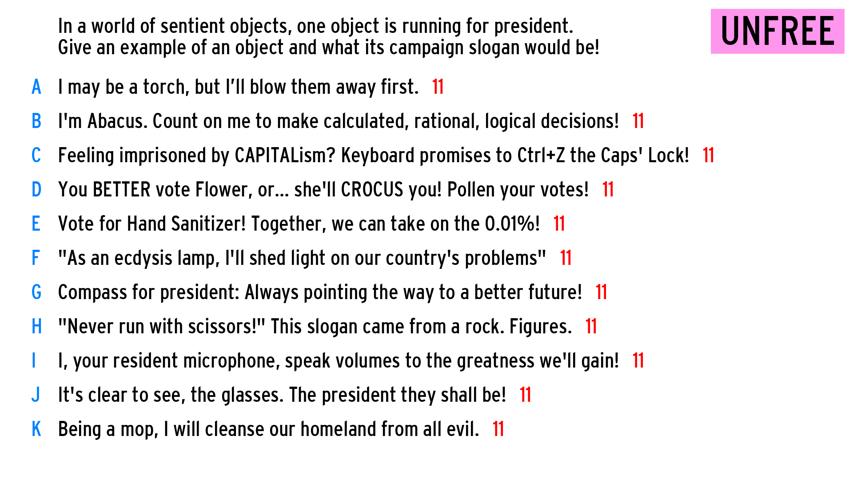 In a world of sentient objects, one object is running for president.
Give an example of an object and what its campaign slogan would be!
UNFREE
A I may be a torch, but I'll blow them away first. 11
B I'm Abacus. Count on me to make calculated, rational, logical decisions! 11
C Feeling imprisoned by CAPITALism? Keyboard promises to Ctrl+Z the Caps' Lock! 11
D You BETTER vote Flower, or... she'll CROCUS you! Pollen your votes! 11
E Vote for Hand Sanitizer! Together, we can take on the 0.01%! 11
F "As an ecdysis lamp, I'll shed light on our country's problems" 11
G Compass for president: Always pointing the way to a better future! 11
H "Never run with scissors!" This slogan came from a rock. Figures. 11
I I, your resident microphone, speak volumes to the greatness we'll gain! 11
J It's clear to see, the glasses. The president they shall be! 11
K Being a mop, I will cleanse our homeland from all evil. 11